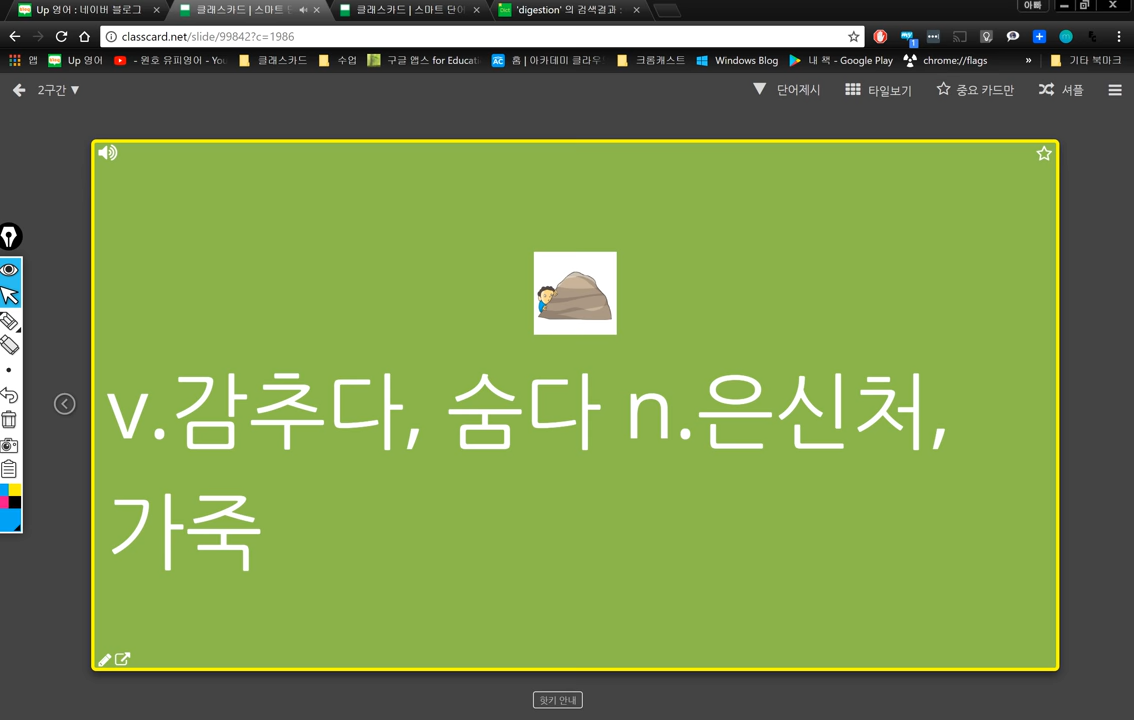 Up 영어 : 네이버 블로그
클래스카드 | 스마트 단
클래스카드 | 스마트 단어
'digestion' 의 검색결과 :
아빠
classcard.net/slide/99842?c=1986
앱
Up 영어
- 원호 유피영어 - You
클래스카드
수업
구글 앱스 for Educati
홈 | 아카데미 클라우
크롬캐스트
Windows Blog
내 책 - Google Play
chrome://flags
»
기타 북마크
2구간 ▼
단어제시
타일보기
중요 카드만
셔플
v.감추다, 숨다 n.은신처,
가죽
핫키 안내